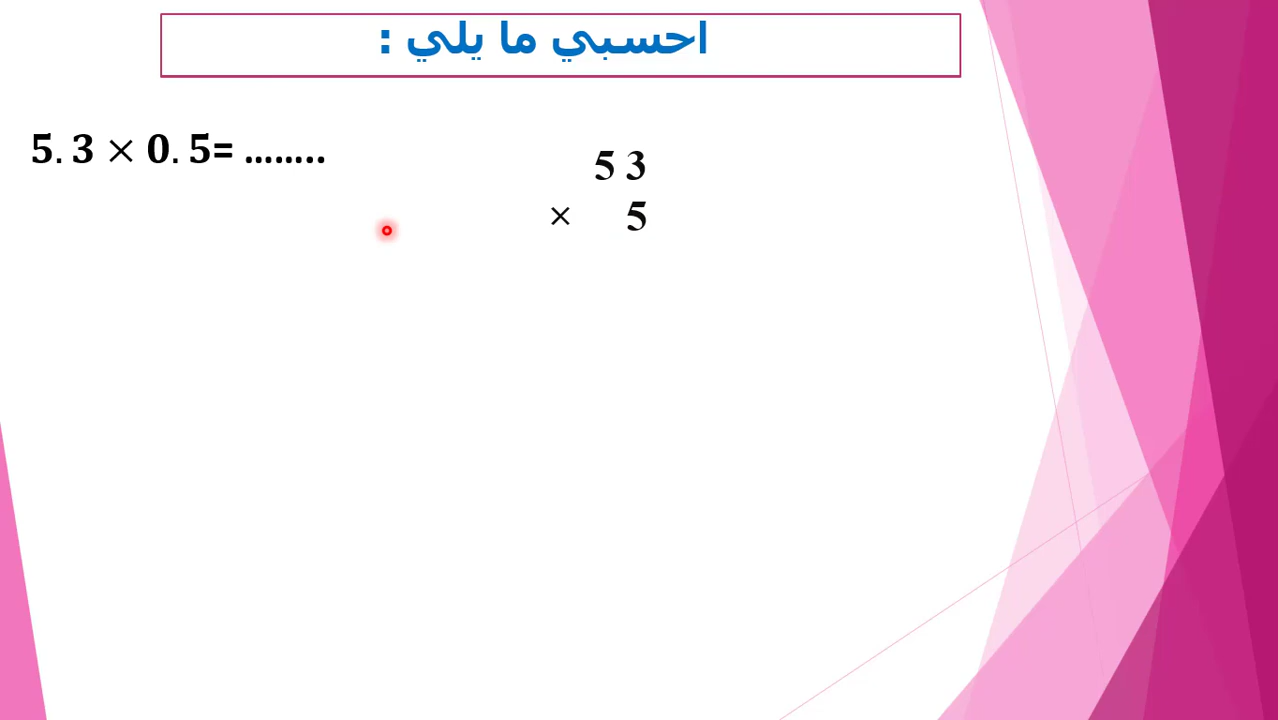 احسبي ما يلي :
5.3 × 0.5= ........
5 3
× 5